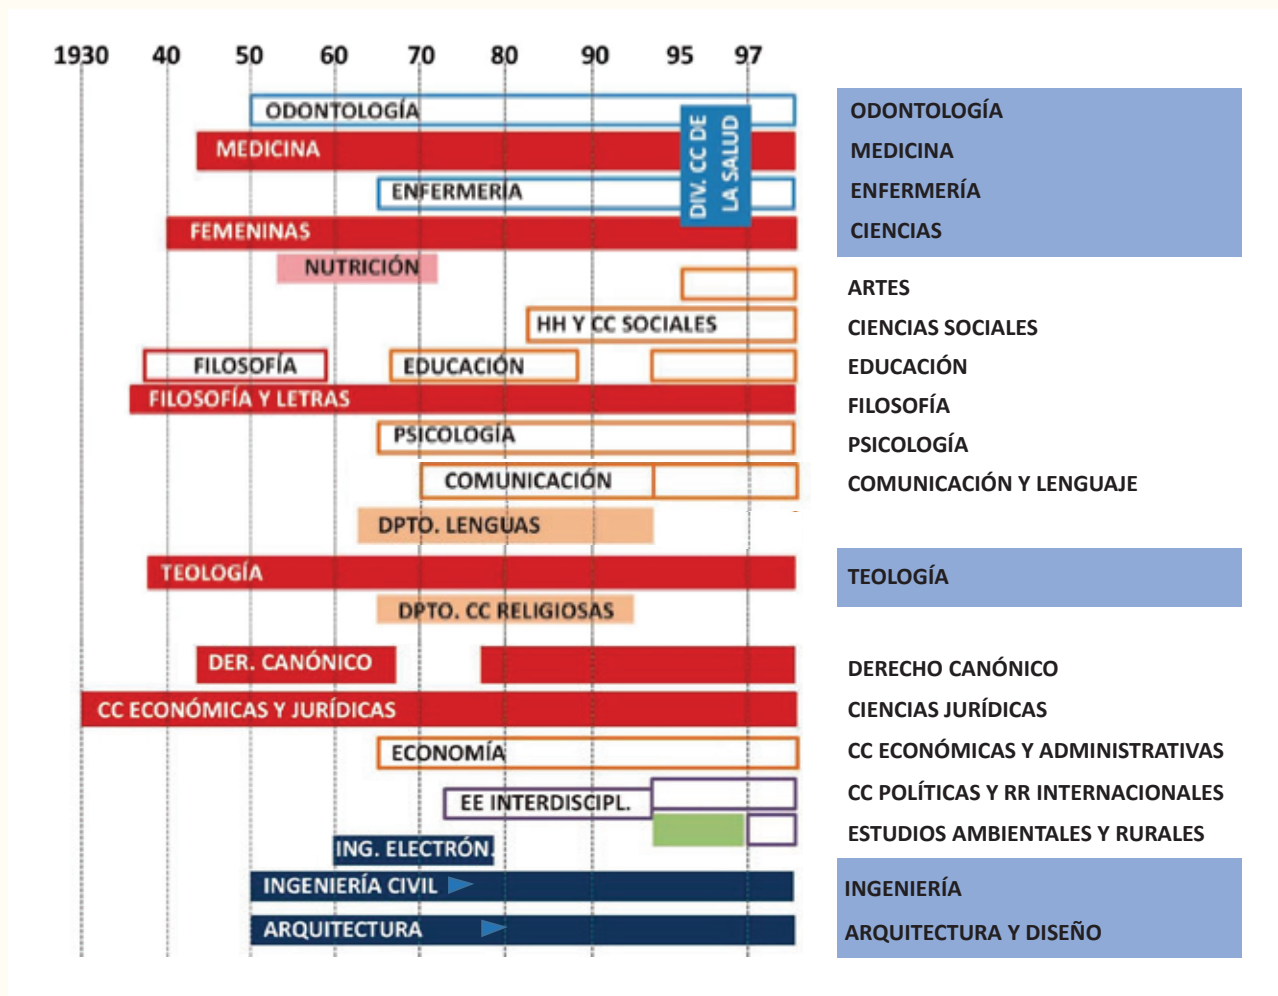 1930 40 50 60 70 80 90 95 97
ODONTOLOGÍA
MEDICINA
ENFERMERÍA
DIV. CC DE
LA SALUD
FEMENINAS
NUTRICIÓN
HH Y CC SOCIALES
FILOSOFÍA
EDUCACIÓN
FILOSOFÍA Y LETRAS
PSICOLOGÍA
COMUNICACIÓN
DPTO. LENGUAS
TEOLOGÍA
DPTO. CC RELIGIOSAS
DER. CANÓNICO
CC ECONÓMICAS Y JURÍDICAS
ECONOMÍA
EE INTERDISCIPL.
ING. ELECTRÓN.
INGENIERÍA CIVIL
ARQUITECTURA
ODONTOLOGÍA
MEDICINA
ENFERMERÍA
CIENCIAS
ARTES
CIENCIAS SOCIALES
EDUCACIÓN
FILOSOFÍA
PSICOLOGÍA
COMUNICACIÓN Y LENGUAJE
TEOLOGÍA
DERECHO CANÓNICO
CIENCIAS JURÍDICAS
CC ECONÓMICAS Y ADMINISTRATIVAS
CC POLÍTICAS Y RR INTERNACIONALES
ESTUDIOS AMBIENTALES Y RURALES
INGENIERÍA
ARQUITECTURA Y DISEÑO